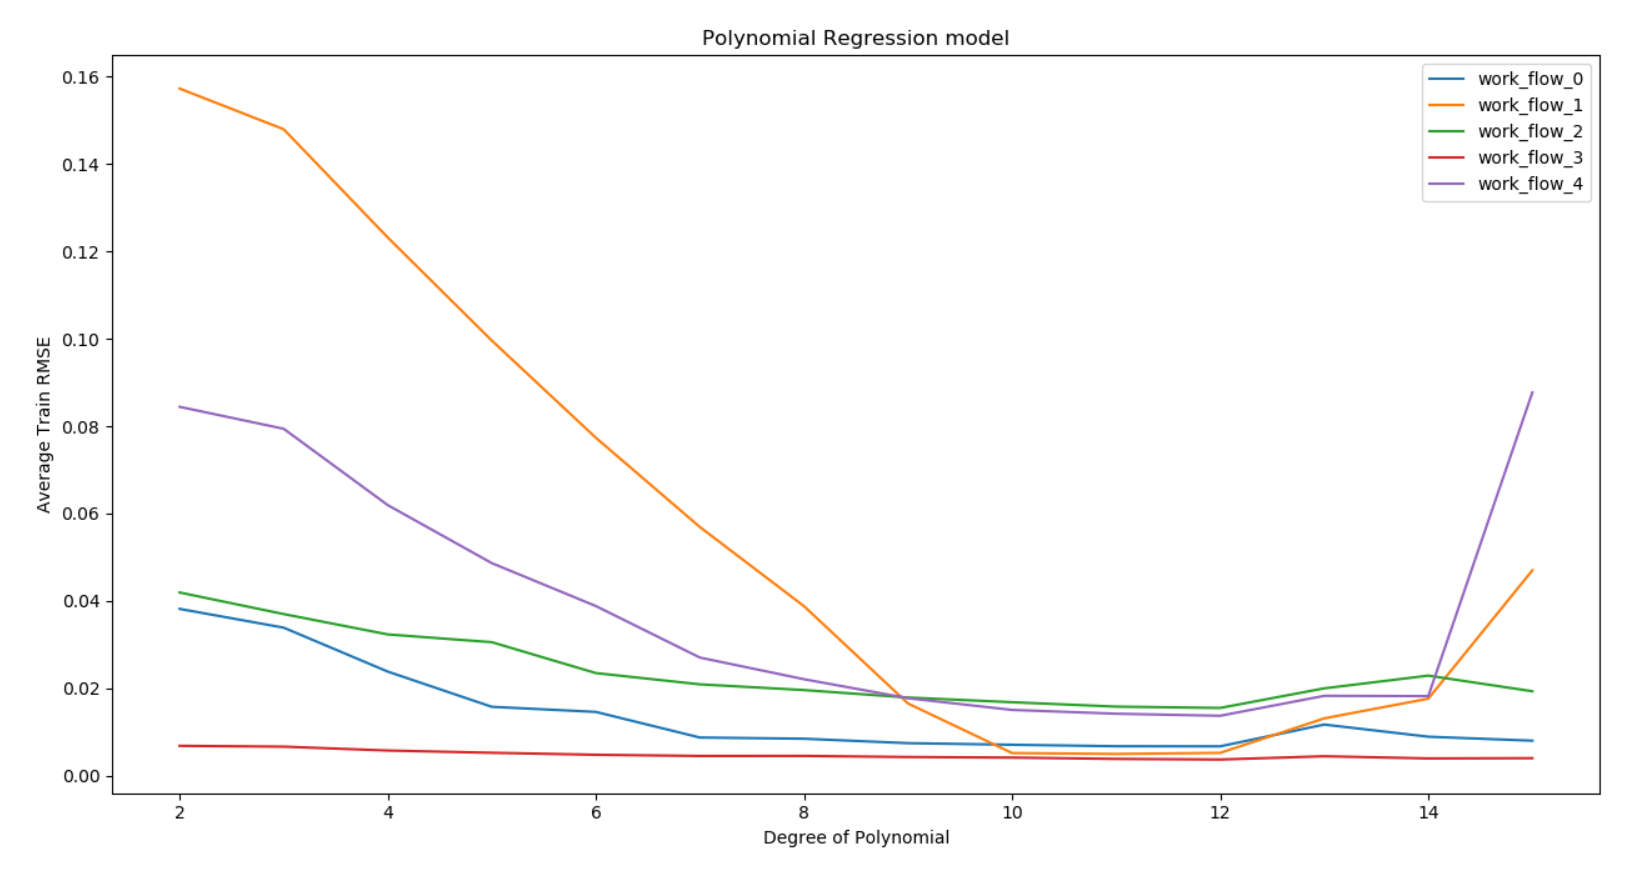 Polynomial Regression model
work_flow_0
work_flow_1
work_flow_2
work_flow_3
work_flow_4
Average Train RMSE
0.16
0.14
0.12
0.10
0.08
0.06
0.04
0.02
0.00
2 4 6 8 10 12 14
Degree of Polynomial